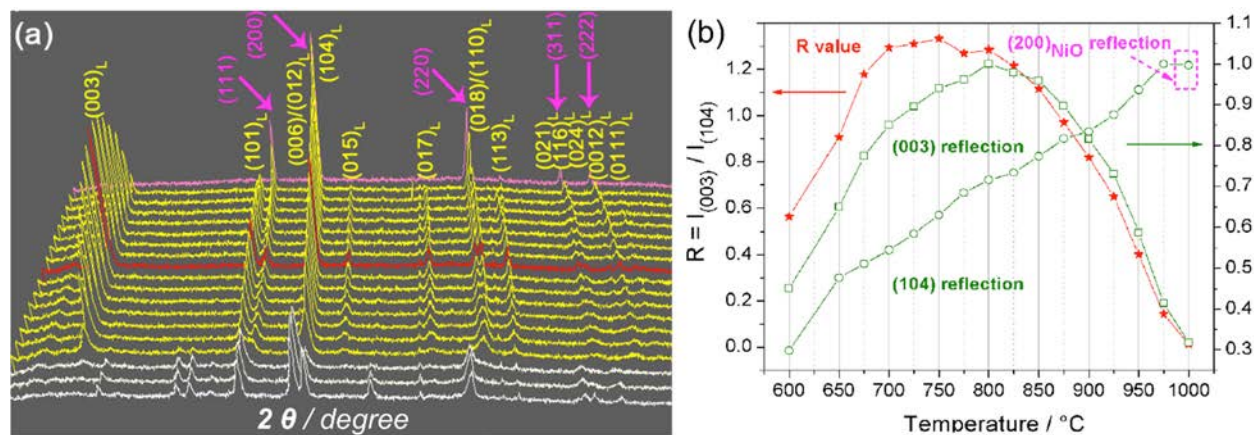 (a)
(003)L
(111)
(200)
(101)L
(006)/(012)L
(104)L
(015)L
(220)
(017)L
(018)/(110)L
(113)L
(311)
(222)
(021)L
(116)L
(024)L
(0012)L
(0111)L
2 θ / degree
(b)
R value
(200)NiO reflection
(003) reflection
(104) reflection
R = I(003) / I(104)
1.2
1.0
0.8
0.6
0.4
0.2
0.0
1.1
1.0
0.9
0.8
0.7
0.6
0.5
0.4
0.3
600 650 700 750 800 850 900 950 1000
Temperature / °C